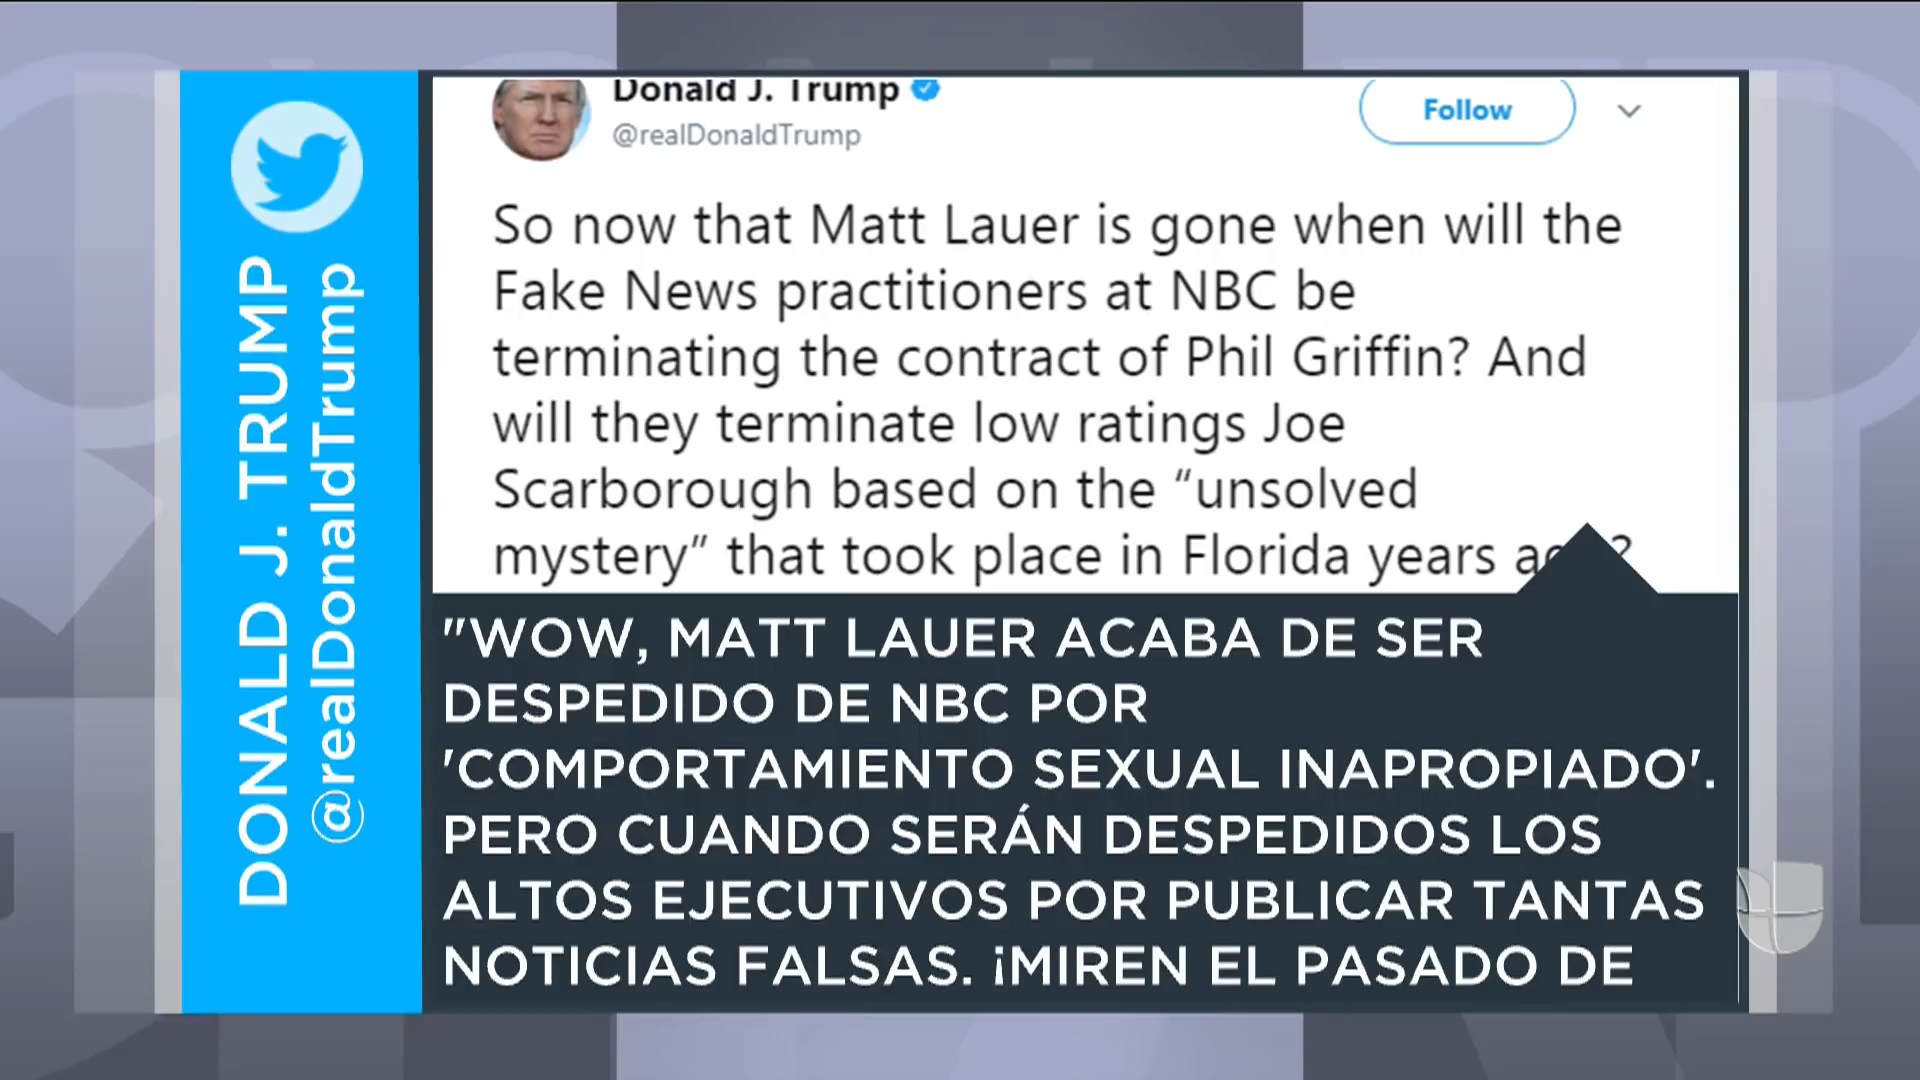 DONALD J. TRUMP
@realDonaldTrump
Donald J. Trump
@realDonaldTrump
Follow
So now that Matt Lauer is gone when will the
Fake News practitioners at NBC be
terminating the contract of Phil Griffin? And
will they terminate low ratings Joe
Scarborough based on the “unsolved
mystery” that took place in Florida years
"WOW, MATT LAUER ACABA DE SER
DESPEDIDO DE NBC POR
'COMPORTAMIENTO SEXUAL INAPROPIADO'.
PERO CUANDO SERÁN DESPEDIDOS LOS
ALTOS EJECUTIVOS POR PUBLICAR TANTAS
NOTICIAS FALSAS. ¡MIREN EL PASADO DE